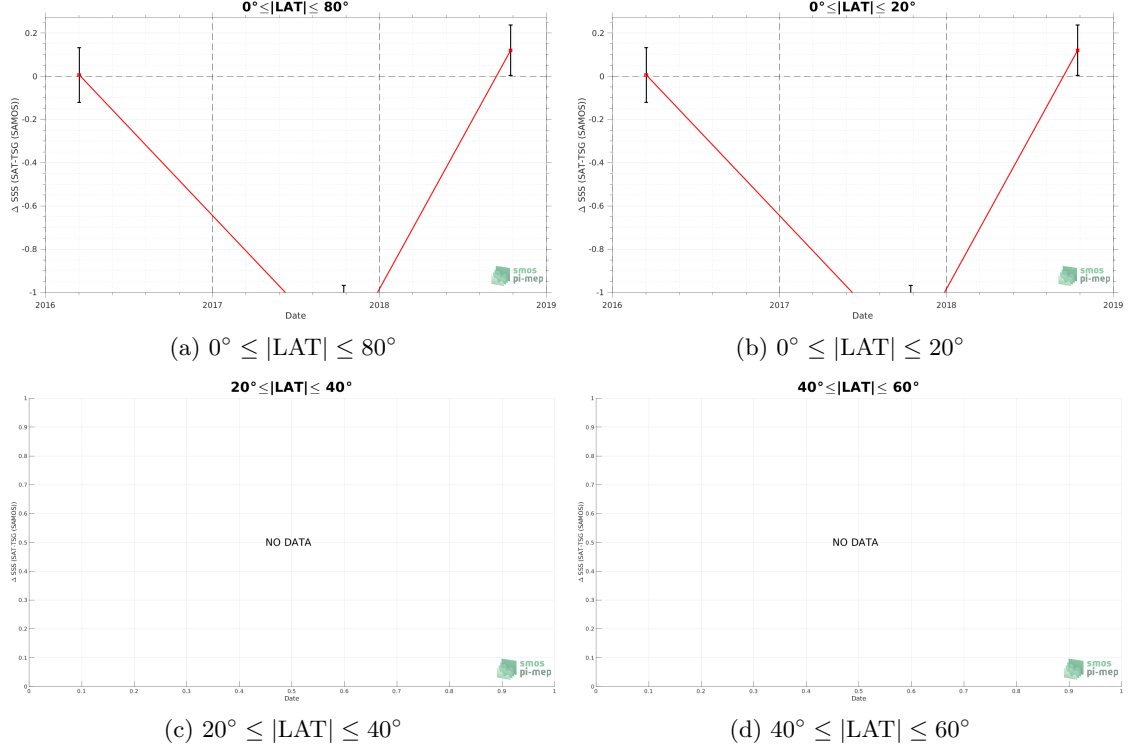 0°≤|LAT|≤ 80°
0.2
0
-0.2
-0.4
-0.6
-0.8
-1
Δ SSS (SAT-TSG (SAMOS))
2016
2017
2018
2019
Date
smos
pi-mep
(a) 0° ≤ |LAT| ≤ 80°
0°≤|LAT|≤ 20°
0.2
0
-0.2
-0.4
-0.6
-0.8
-1
Δ SSS (SAT-TSG (SAMOS))
2016
2017
2018
2019
Date
smos
pi-mep
(b) 0° ≤ |LAT| ≤ 20°
20°≤|LAT|≤ 40°
1
0.9
0.8
0.7
0.6
0.5
0.4
0.3
0.2
0.1
0
Δ SSS (SAT-TSG (SAMOS))
NO DATA
0
0.1
0.2
0.3
0.4
0.5
0.6
0.7
0.8
0.9
1
Date
smos
pi-mep
(c) 20° ≤ |LAT| ≤ 40°
40°≤|LAT|≤ 60°
1
0.9
0.8
0.7
0.6
0.5
0.4
0.3
0.2
0.1
0
Δ SSS (SAT-TSG (SAMOS))
NO DATA
0
0.1
0.2
0.3
0.4
0.5
0.6
0.7
0.8
0.9
1
Date
smos
pi-mep
(d) 40° ≤ |LAT| ≤ 60°